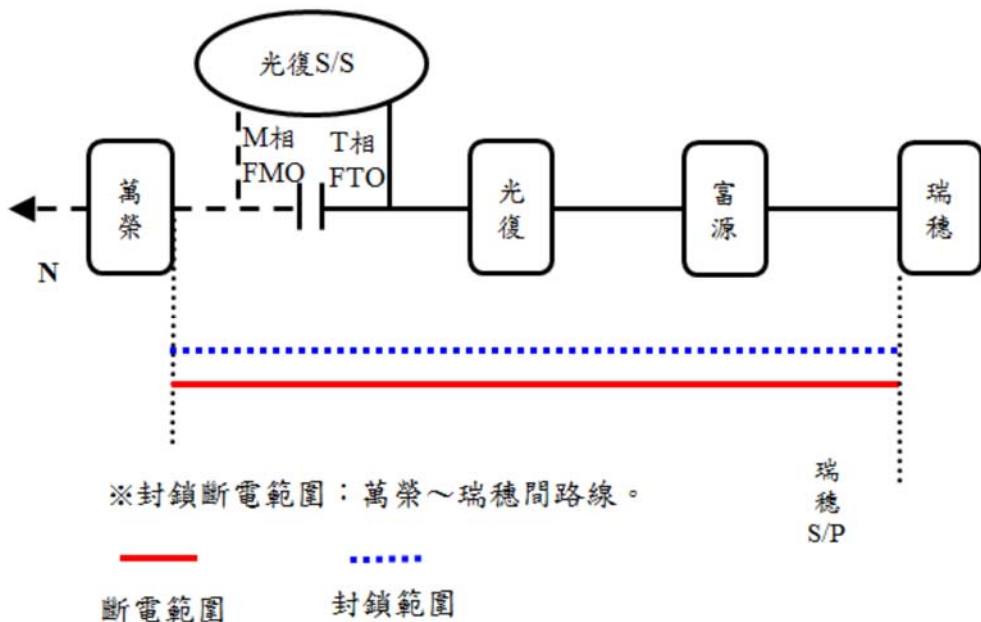 光復S/S
M相
FMO
T相
FTO
萬榮
光復
富源
瑞穗
N
※封鎖斷電範圍：萬榮～瑞穗間路線。
瑞穗
S/P
斷電範圍
封鎖範圍